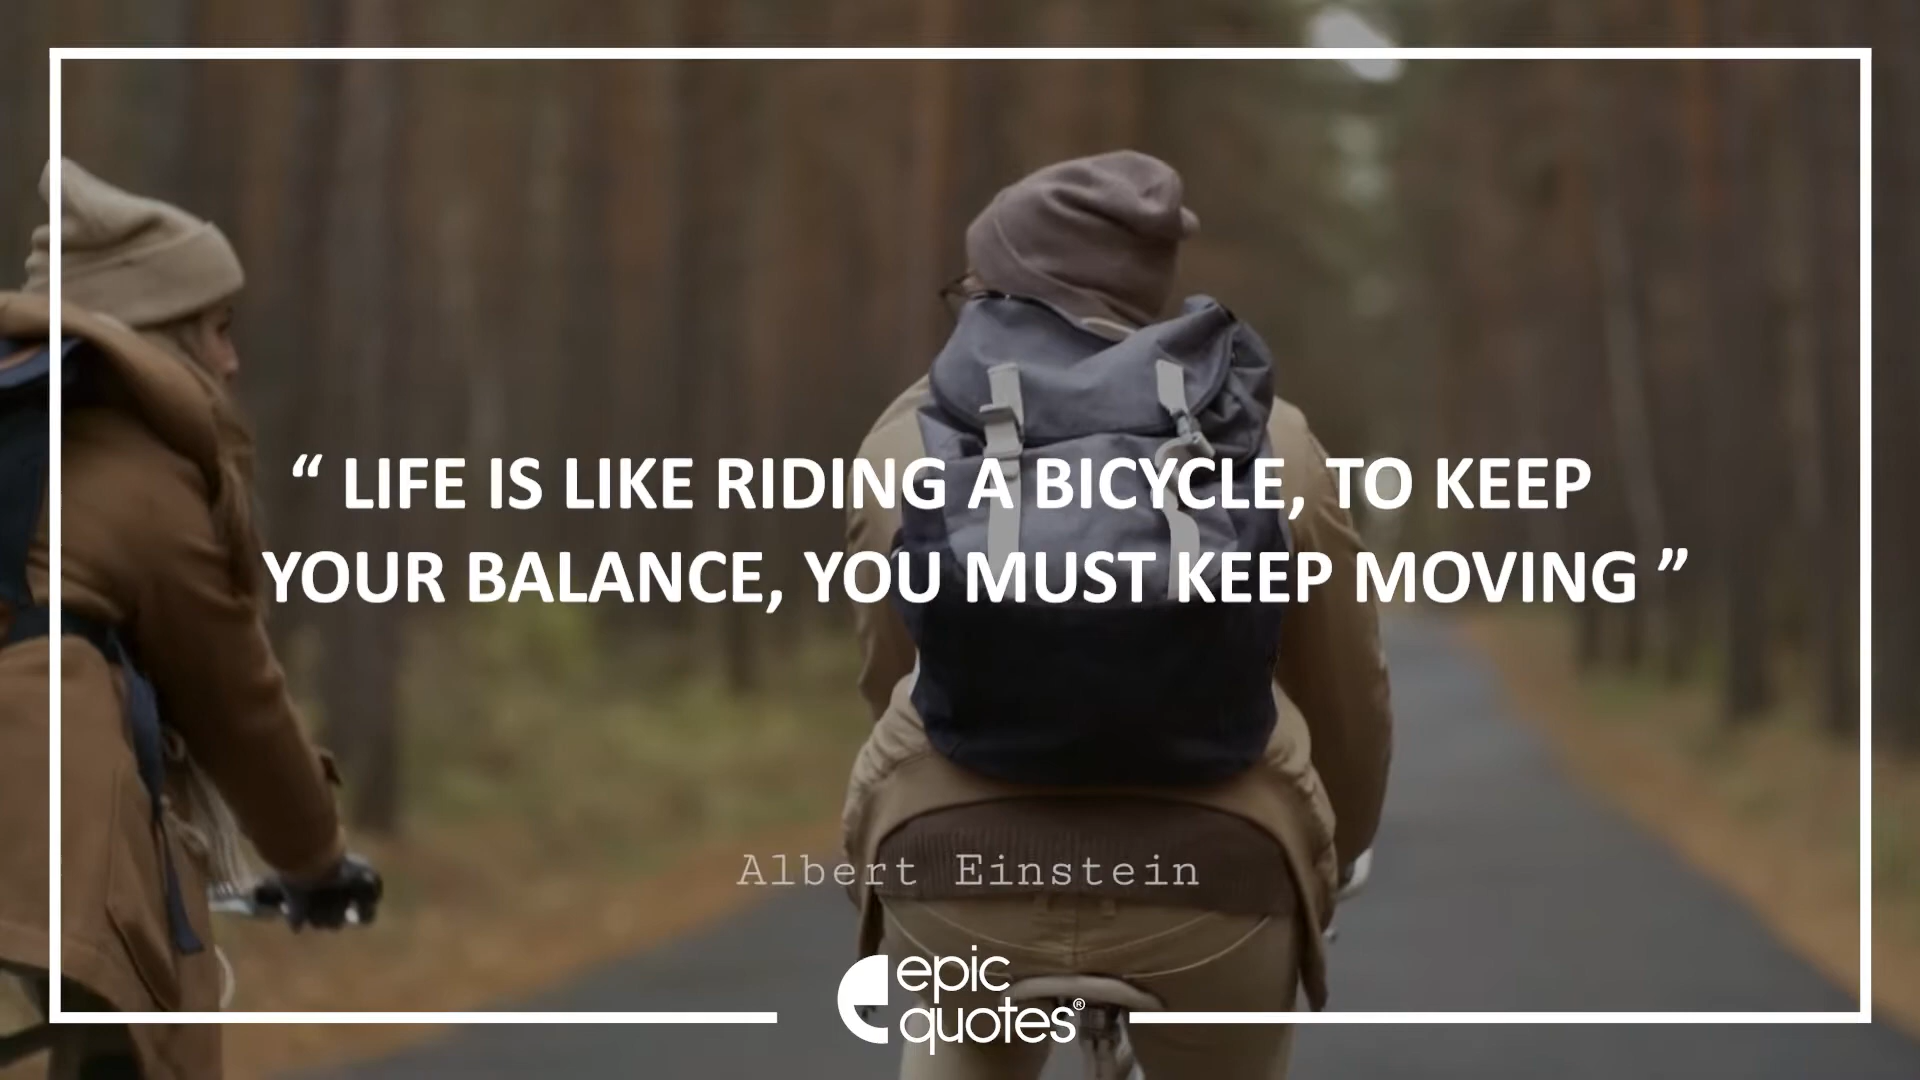 “ LIFE IS LIKE RIDING A BICYCLE, TO KEEP
YOUR BALANCE, YOU MUST KEEP MOVING ”
Albert Einstein
epic
quotes®